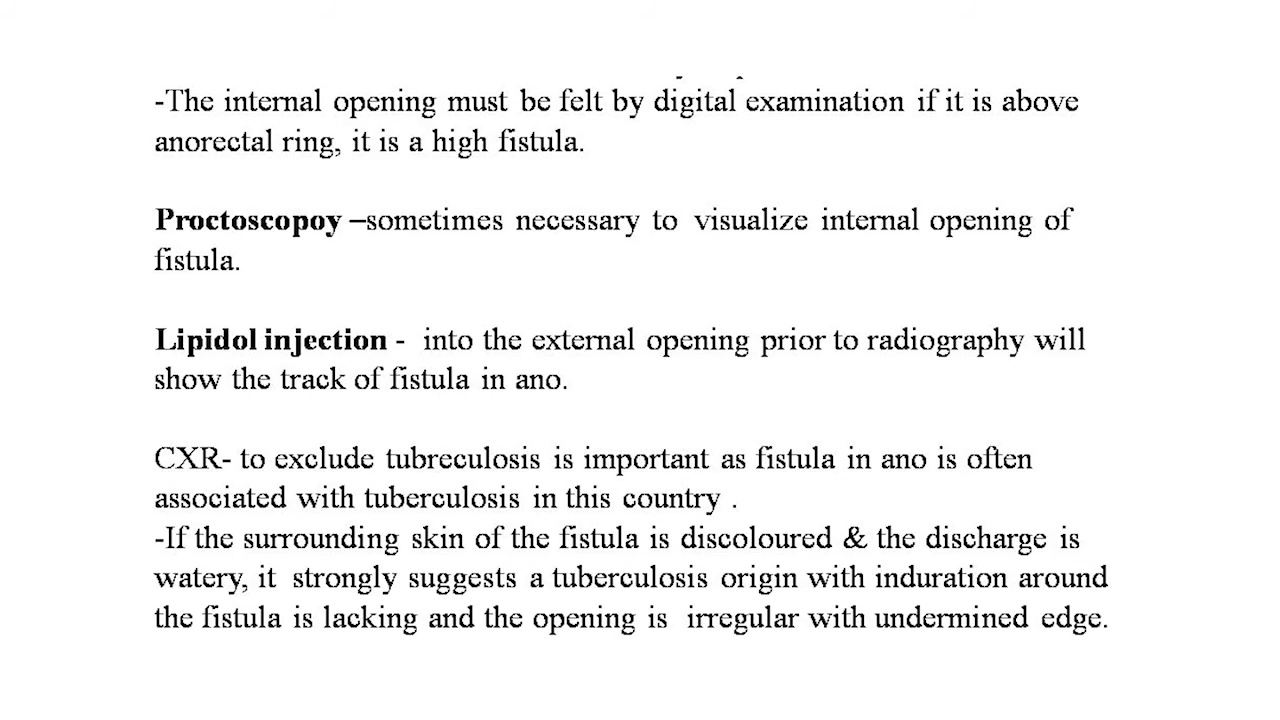 -The internal opening must be felt by digital examination if it is above
anorectal ring, it is a high fistula.
Proctoscopoy –sometimes necessary to visualize internal opening of
fistula.
Lipidol injection - into the external opening prior to radiography will
show the track of fistula in ano.
CXR- to exclude tubreculosis is important as fistula in ano is often
associated with tuberculosis in this country .
-If the surrounding skin of the fistula is discoloured & the discharge is
watery, it strongly suggests a tuberculosis origin with induration around
the fistula is lacking and the opening is irregular with undermined edge.